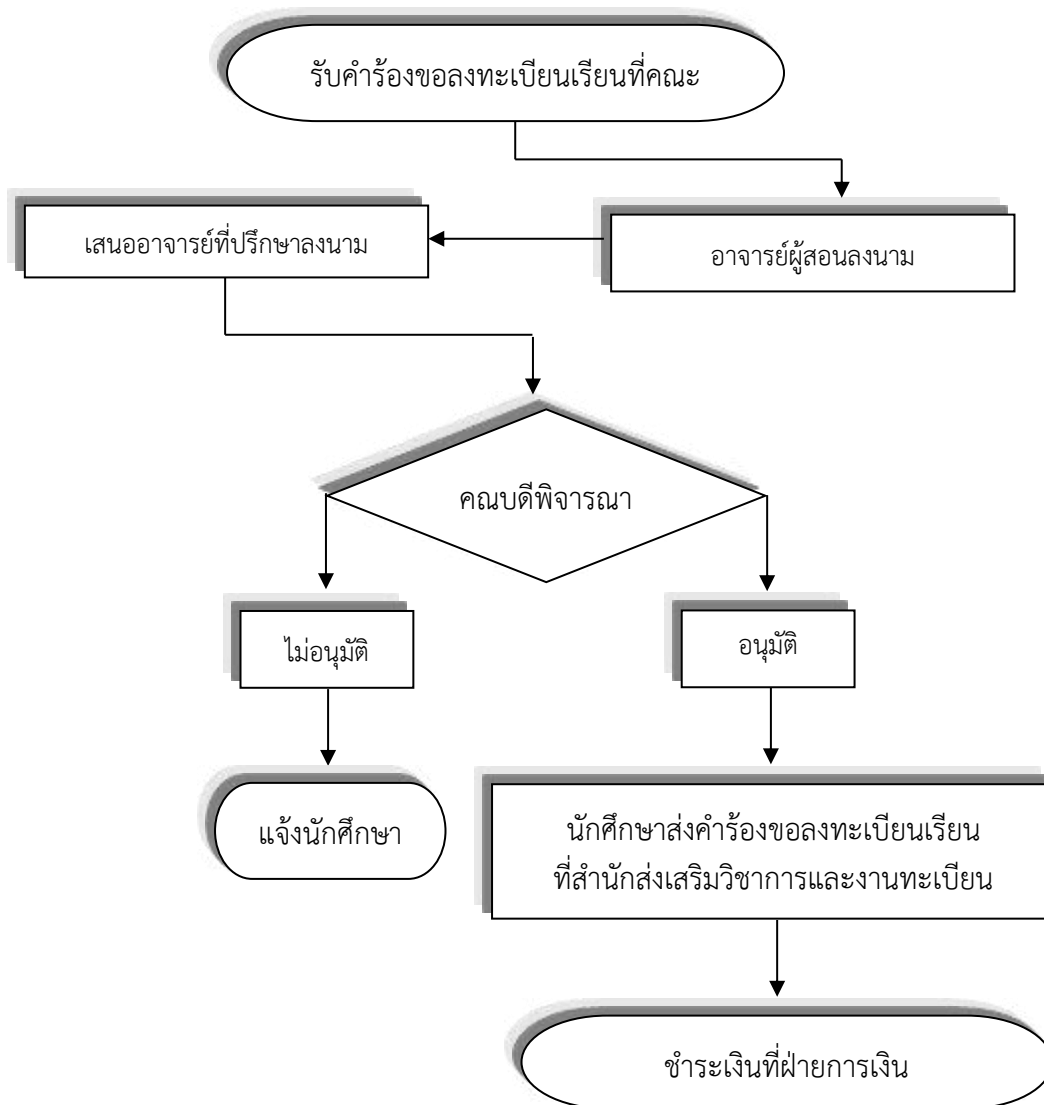 รับคำร้องขอลงทะเบียนเรียนที่คณะ
อาจารย์ผู้สอนลงนาม
เสนออาจารย์ที่ปรึกษาลงนาม
คณบดีพิจารณา
ไม่อนุมัติ
อนุมัติ
แจ้งนักศึกษา
นักศึกษาส่งคำร้องขอลงทะเบียนเรียน
ที่สำนักส่งเสริมวิชาการและงานทะเบียน
ชำระเงินที่ฝ่ายการเงิน